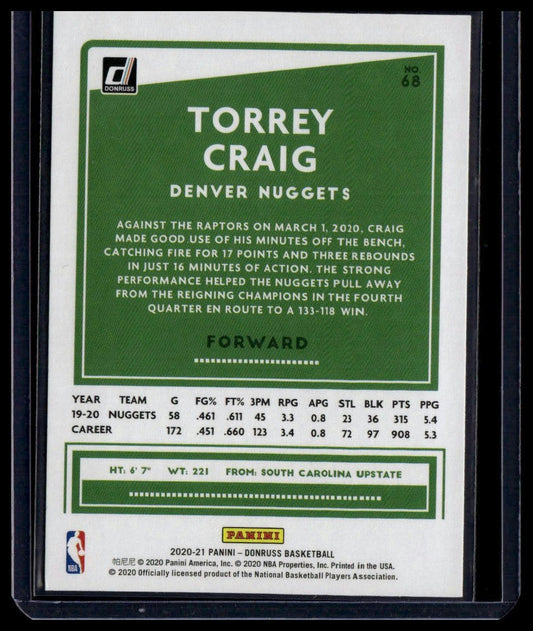 DONRUSS
NO.
68
TORREY
CRAIG
DENVER NUGGETS
AGAINST THE RAPTORS ON MARCH 1, 2020, CRAIG
MADE GOOD USE OF HIS MINUTES OFF THE BENCH,
CATCHING FIRE FOR 17 POINTS AND THREE REBOUNDS
IN JUST 16 MINUTES OF ACTION. THE STRONG
PERFORMANCE HELPED THE NUGGETS PULL AWAY
FROM THE REIGNING CHAMPIONS IN THE FOURTH
QUARTER EN ROUTE TO A 133-118 WIN.
FORWARD
YEAR TEAM G FG% FT% 3PM RPG APG STL BLK PTS PPG
19-20 NUGGETS 58 .461 .611 45 3.3 0.8 23 36 315 5.4
CAREER 172 .451 .660 123 3.4 0.8 72 97 908 5.3
HT: 6' 7" WT: 221 FROM: SOUTH CAROLINA UPSTATE
PANINI
2020-21 PANINI – DONRUSS BASKETBALL
帕尼尼 © 2020 Panini America, Inc. © 2020 NBA Properties, Inc. Printed in the USA.
© 2020 Officially licensed product of the National Basketball Players Association.
NBA